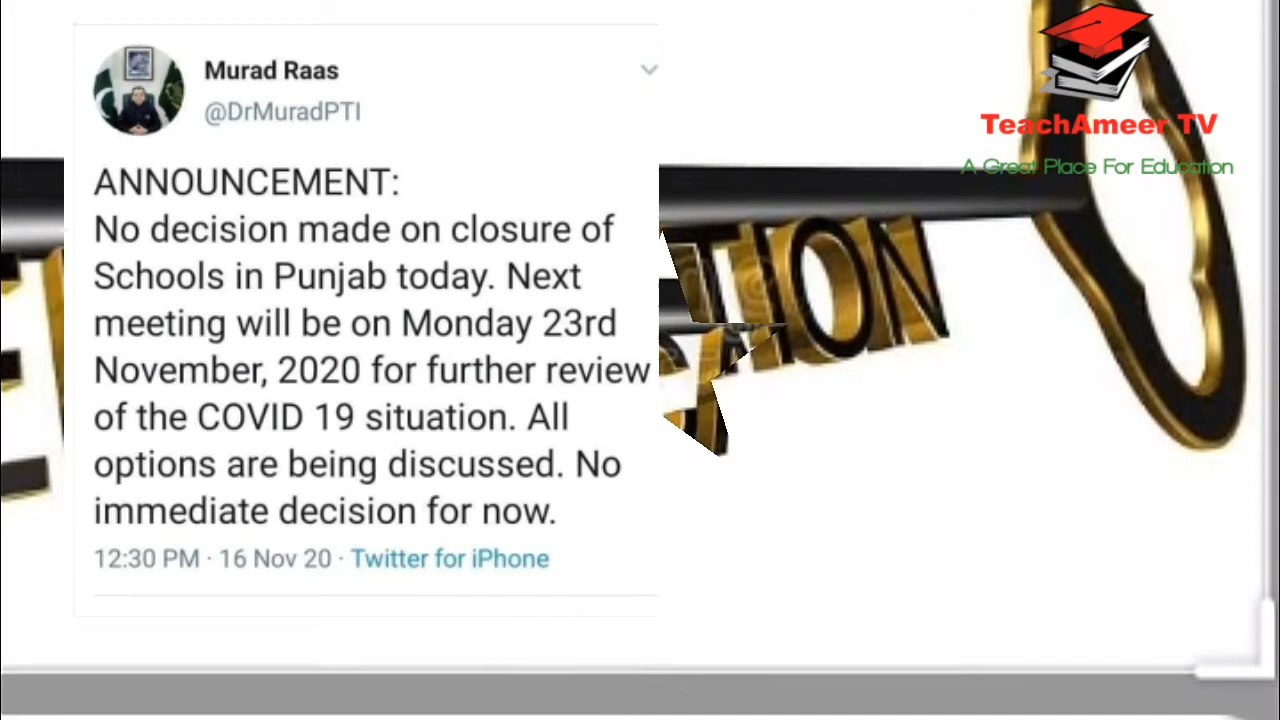 Murad Raas
@DrMuradPTI
ANNOUNCEMENT:
No decision made on closure of
Schools in Punjab today. Next
meeting will be on Monday 23rd
November, 2020 for further review
of the COVID 19 situation. All
options are being discussed. No
immediate decision for now.
12:30 PM · 16 Nov 20 · Twitter for iPhone
TeachAmeer TV
A Great Place For Education